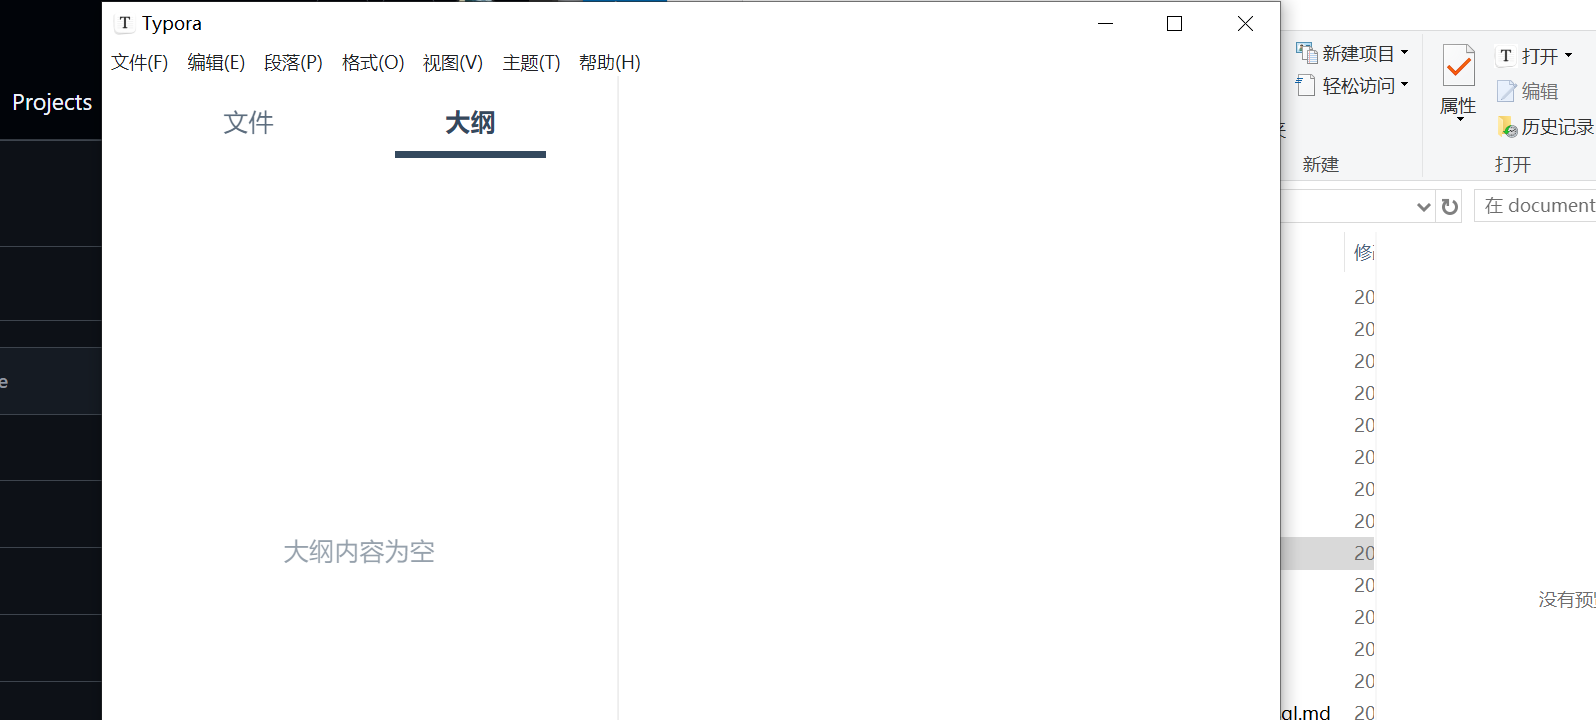 T Typora
文件(F) 编辑(E) 段落(P) 格式(O) 视图(V) 主题(T) 帮助(H)
Projects
文件 大纲
大纲内容为空
e
新建项目
轻松访问
新建
属性
T 打开
编辑
历史记录
打开
在 document
20
20
20
20
20
20
20
20
20
20
20
20
20
gl.md 20
没有预